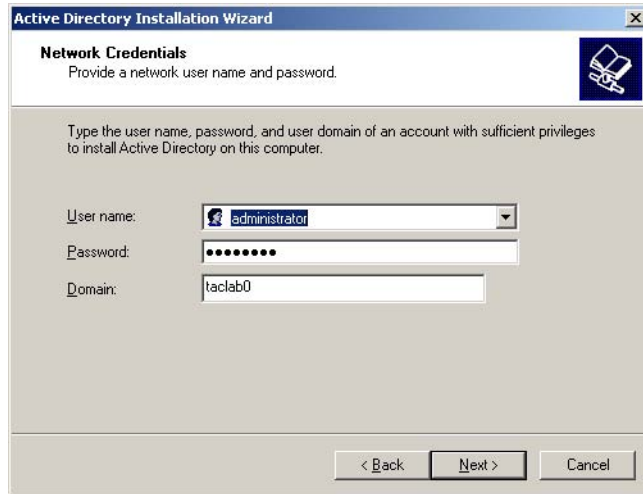 Active Directory Installation Wizard
Network Credentials
Provide a network user name and password.
Type the user name, password, and user domain of an account with sufficient privileges
to install Active Directory on this computer.
User name: administrator
Password: ●●●●●●●●
Domain: taclab0
< Back Next > Cancel